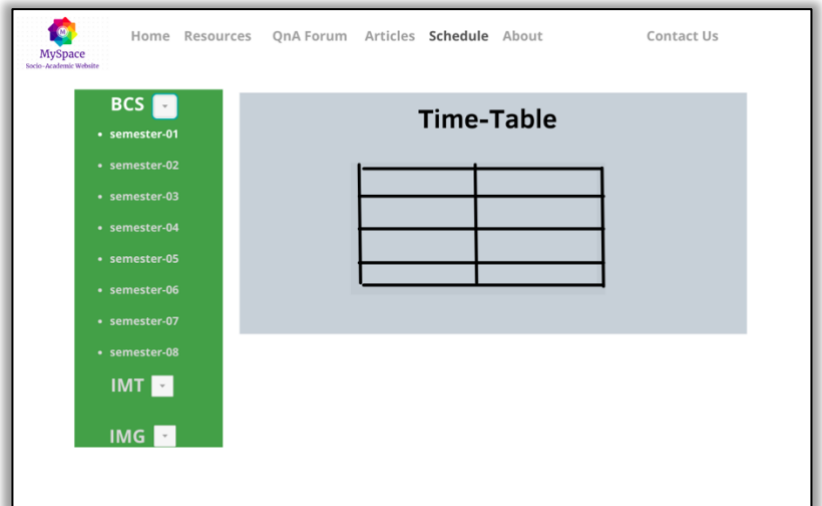 M
MySpace
Socio-Academic Website
Home Resources QnA Forum Articles Schedule About Contact Us
BCS
• semester-01
• semester-02
• semester-03
• semester-04
• semester-05
• semester-06
• semester-07
• semester-08
IMT
IMG
Time-Table